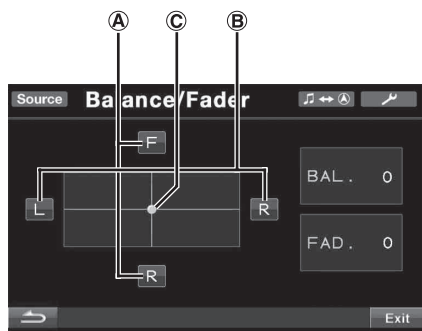 A C B
Source Balance/Fader
F
L R
BAL. 0
R
FAD. 0
Exit